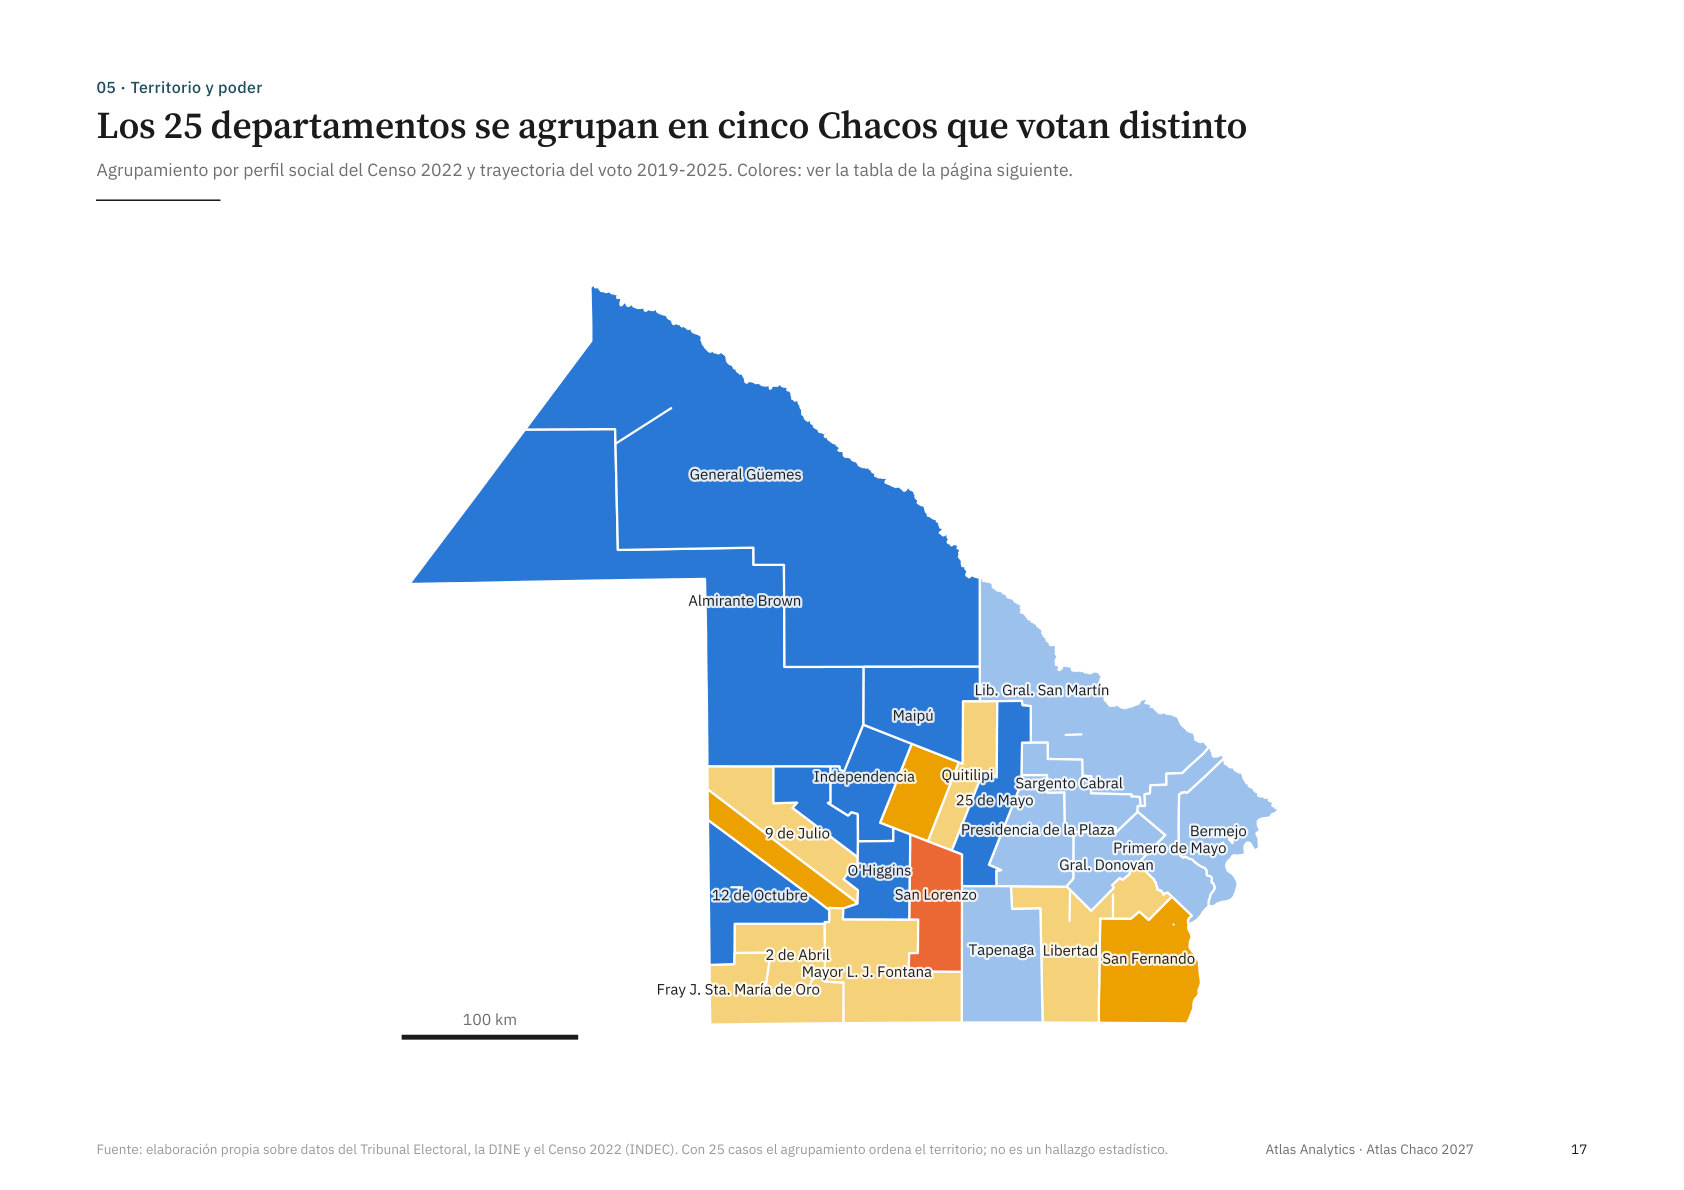 05 · Territorio y poder
Los 25 departamentos se agrupan en cinco Chacos que votan distinto
Agrupamiento por perfil social del Censo 2022 y trayectoria del voto 2019-2025. Colores: ver la tabla de la página siguiente.
General Güemes
Almirante Brown
Lib. Gral. San Martín
Maipú
Independencia
Quitilipi
Sargento Cabral
25 de Mayo
9 de Julio
Presidencia de la Plaza
Bermejo
Primero de Mayo
Gral. Donovan
O'Higgins
12 de Octubre
San Lorenzo
2 de Abril
Tapenaga
Libertad
San Fernando
Mayor L. J. Fontana
Fray J. Sta. María de Oro
100 km
Fuente: elaboración propia sobre datos del Tribunal Electoral, la DINE y el Censo 2022 (INDEC). Con 25 casos el agrupamiento ordena el territorio; no es un hallazgo estadístico.
Atlas Analytics · Atlas Chaco 2027
17